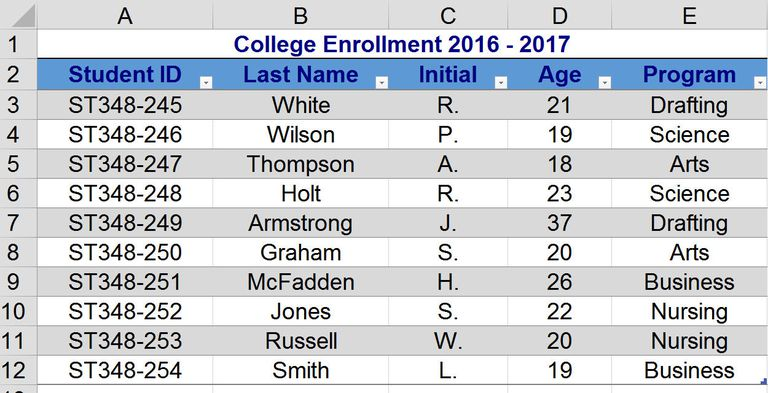 A B C D E
1 College Enrollment 2016 - 2017
2 Student ID Last Name Initial Age Program
3 ST348-245 White R. 21 Drafting
4 ST348-246 Wilson P. 19 Science
5 ST348-247 Thompson A. 18 Arts
6 ST348-248 Holt R. 23 Science
7 ST348-249 Armstrong J. 37 Drafting
8 ST348-250 Graham S. 20 Arts
9 ST348-251 McFadden H. 26 Business
10 ST348-252 Jones S. 22 Nursing
11 ST348-253 Russell W. 20 Nursing
12 ST348-254 Smith L. 19 Business